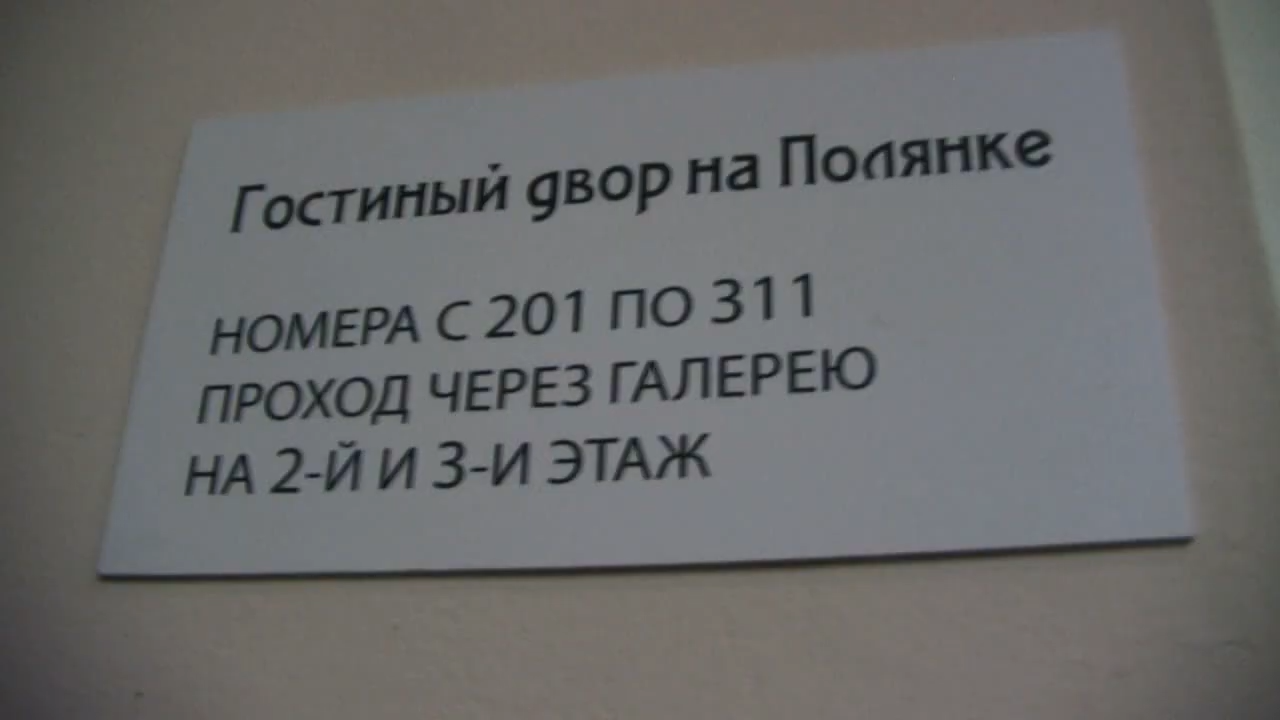 Гостиный двор на Полянке
НОМЕРА С 201 ПО 311
ПРОХОД ЧЕРЕЗ ГАЛЕРЕЮ
НА 2-Й И 3-И ЭТАЖ